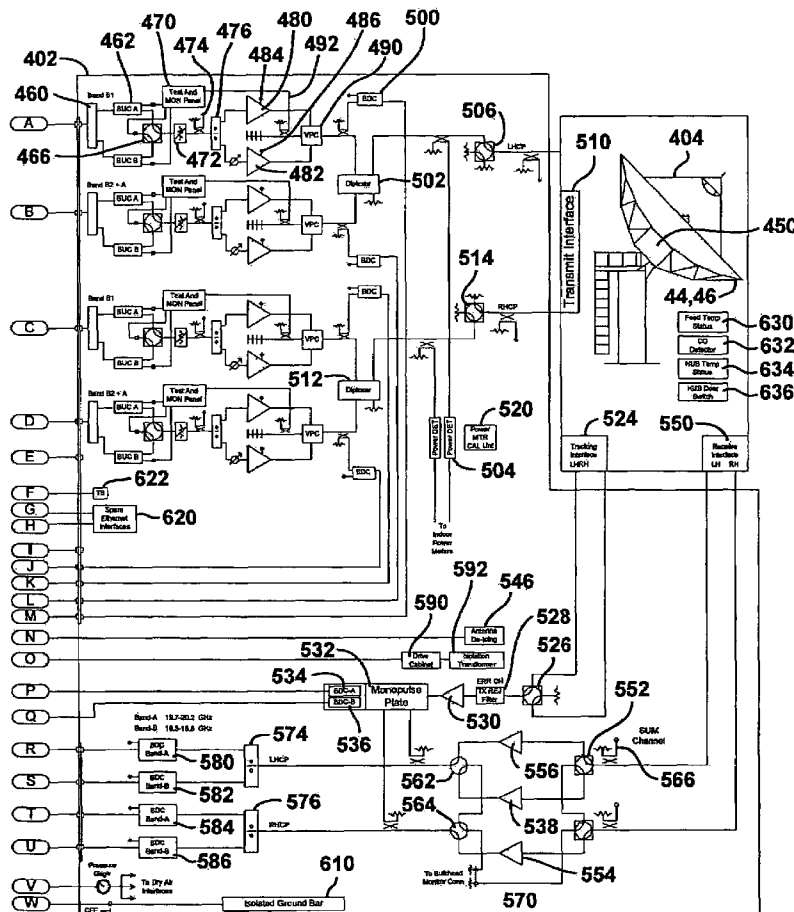 470
474
476
480
484
486
492
490
500
402
462
460
Band B1
BUC A
Test And
MON Panel
BDC
A
VPC
506
LHCP
510
404
466
BUC B
472
482
502
Diplexer
450
Band B2 + A
BUC A
Test And
MON Panel
B
VPC
Transmit Interface
BUC B
BDC
514
44,46
Band B1
BUC A
Test And
MON Panel
BDC
RHCP
Feed Temp
Status
630
C
VPC
CO
Detector
632
BUC B
HUB Temp
Status
634
512
Diplexer
HUB Door
Switch
636
Band B2 + A
BUC A
Test And
MON Panel
D
VPC
Power DET
Power DET
520
Power
MTR
CAL Unit
524
550
BUC B
504
Tracking
Interface
LHRH
Receive
Interface
LH RH
E
BDC
622
F
TS
G
H
Spare
Ethernet
Interfaces
620
To
Indoor
Power
Meters
I
J
K
L
M
592
546
N
590
528
Antenna
De-Icing
O
532
Drive
Cabinet
Isolation
Transformer
526
534
ERR CH
P
BDC-A
Monopulse
Plate
TX REJ
Filter
BDC-B
530
552
Q
536
Band-A 19.7-20.2 GHz
Band-B 18.3-18.8 GHz
574
SUM
Channel
R
BDC
Band-A
580
LHCP
562
556
566
S
BDC
Band-B
582
576
564
538
T
BDC
Band-A
584
RHCP
U
BDC
Band-B
586
554
Pressure
Gage
To Bulkhead
Monitor Conn.
570
V
To Dry Air
Interfaces
610
W
Isolated Ground Bar
OFF